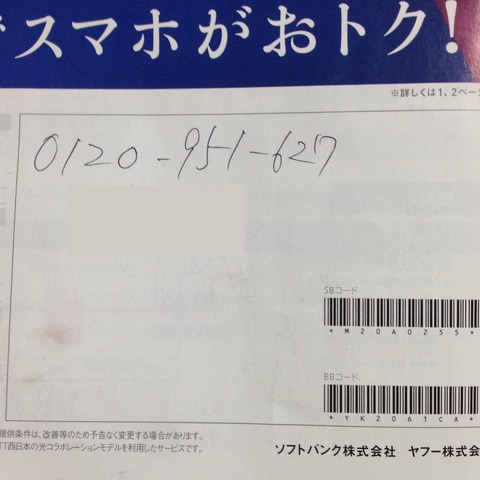 スマホがおトク!
※詳しくは1、2ペー
0120-951-627
SBコード
*M20A0255*
BBコード
*YK2061CA*
提供条件は、改善等のため予告なく変更する場合があります。
西日本の光コラボレーションモデルを利用したサービスです。
ソフトバンク株式会社 ヤフー株式会